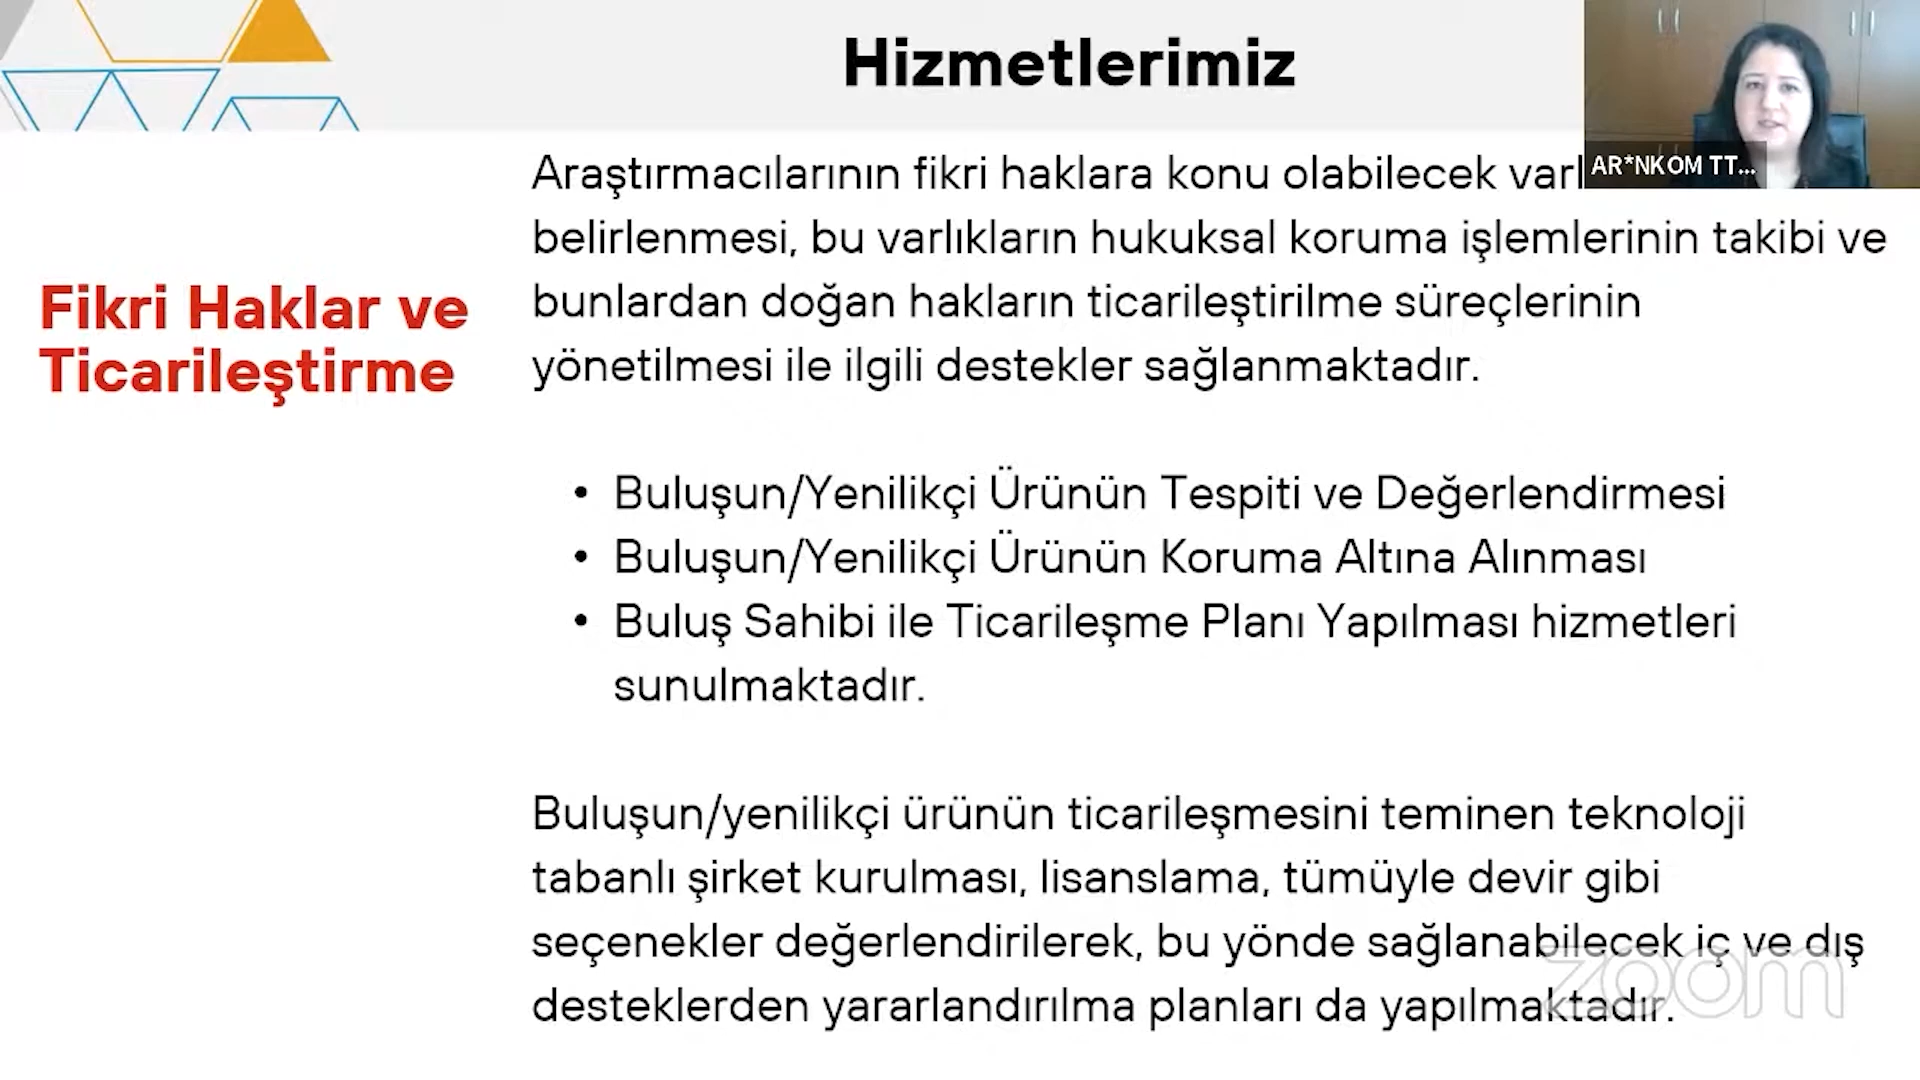 Hizmetlerimiz
AR*NKOM TT...
Fikri Haklar ve
Ticarileştirme
Araştırmacılarının fikri haklara konu olabilecek
belirlenmesi, bu varlıkların hukuksal koruma işlemlerinin takibi ve
bunlardan doğan hakların ticarileştirilme süreçlerinin
yönetilmesi ile ilgili destekler sağlanmaktadır.
• Buluşun/Yenilikçi Ürünün Tespiti ve Değerlendirmesi
• Buluşun/Yenilikçi Ürünün Koruma Altına Alınması
• Buluş Sahibi ile Ticarileşme Planı Yapılması hizmetleri
sunulmaktadır.
Buluşun/yenilikçi ürünün ticarileşmesini teminen teknoloji
tabanlı şirket kurulması, lisanslama, tümüyle devir gibi
seçenekler değerlendirilerek, bu yönde sağlanabilecek iç ve dış
desteklerden yararlandırılma planları da yapılmaktadır.
zoom